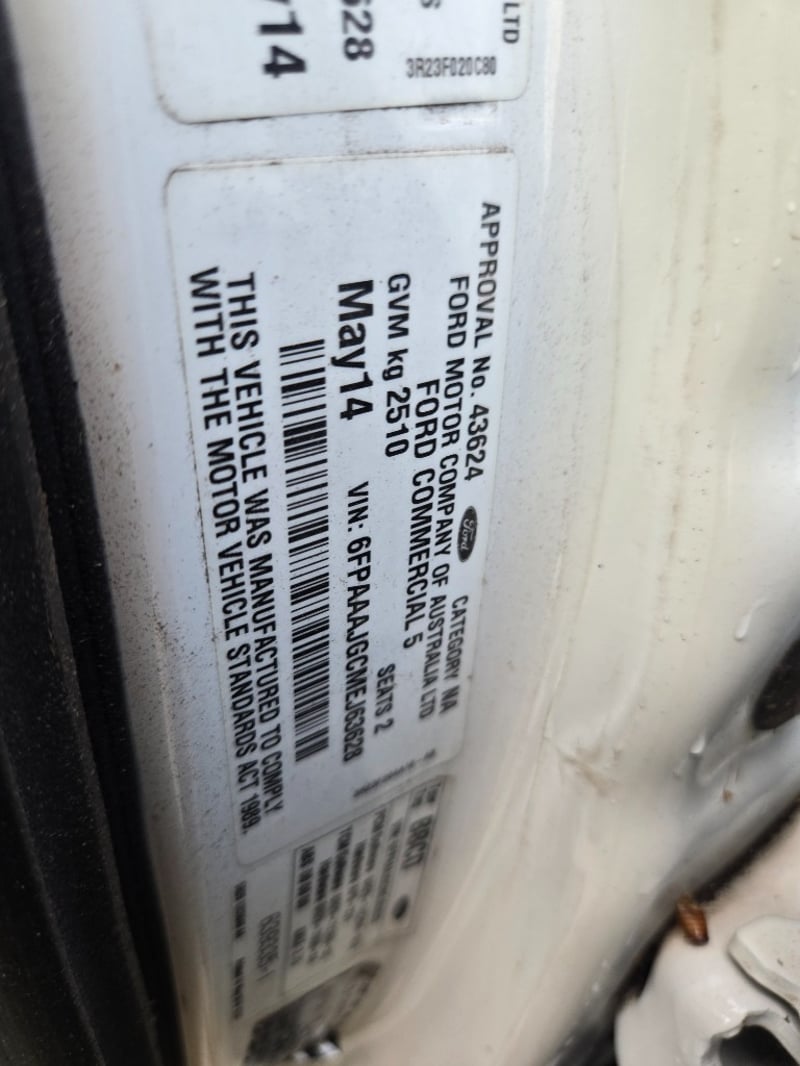 LTD
S
3R23F020C80
628
y14
APPROVAL No. 43624 Ford CATEGORY NA
FORD MOTOR COMPANY OF AUSTRALIA LTD
FORD COMMERCIAL 5
GVM kg 2510 SEATS 2
May14 VIN: 6FPAAAJGCMEJ63628
THIS VEHICLE WAS MANUFACTURED TO COMPLY
WITH THE MOTOR VEHICLE STANDARDS ACT 1989.